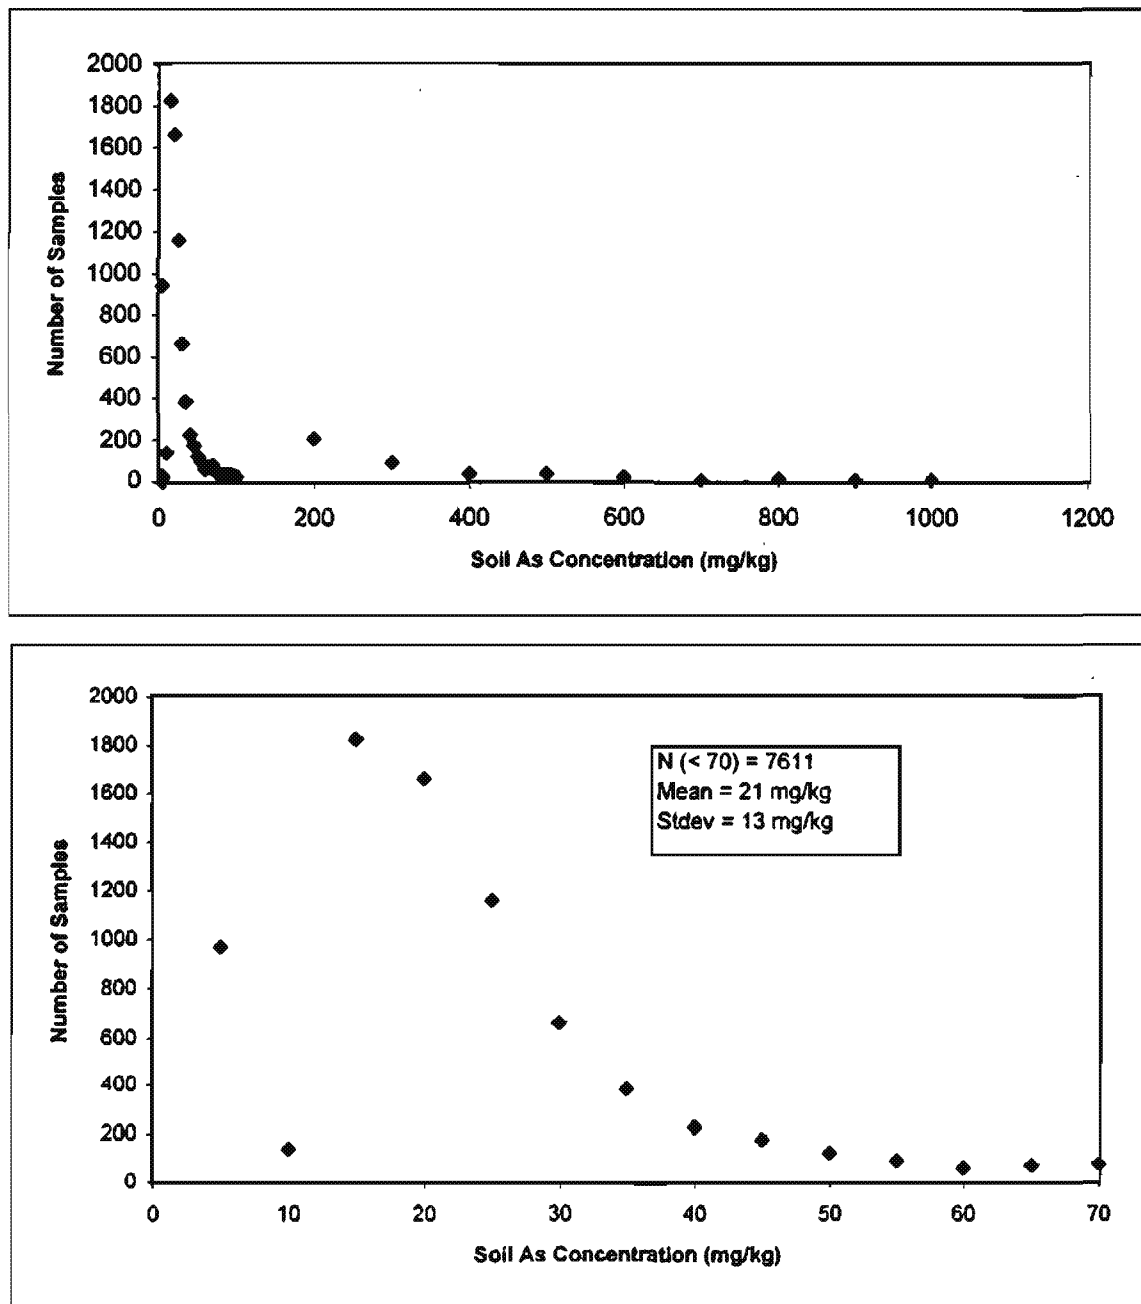 2000
1800
1600
1400
1200
1000
800
600
400
200
0
Number of Samples
0 200 400 600 800 1000 1200
Soil As Concentration (mg/kg)
2000
1800
1600
1400
1200
1000
800
600
400
200
0
Number of Samples
N (< 70) = 7611
Mean = 21 mg/kg
Stdev = 13 mg/kg
0 10 20 30 40 50 60 70
Soil As Concentration (mg/kg)